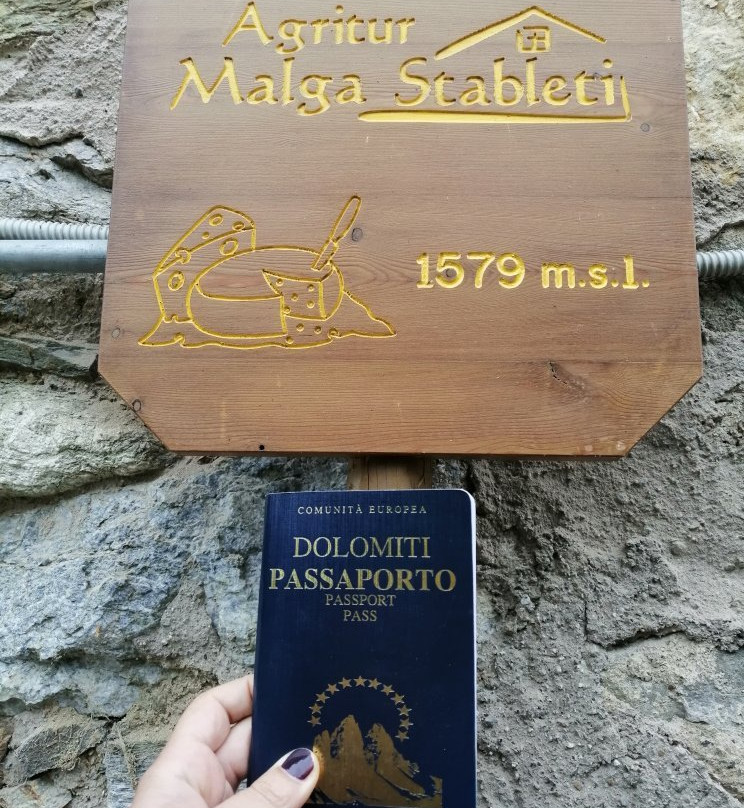 Agritur
Malga Stableti
1579 m.s.l.
COMUNITÀ EUROPEA
DOLOMITI
PASSAPORTO
PASSPORT
PASS